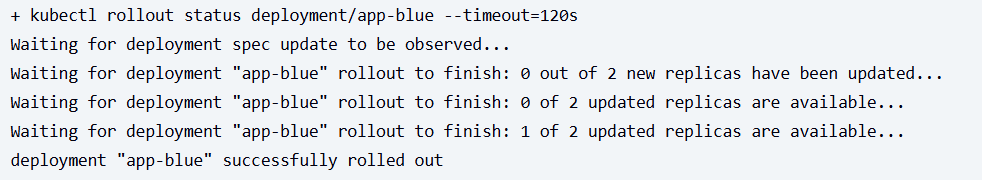 + kubectl rollout status deployment/app-blue --timeout=120s
Waiting for deployment spec update to be observed...
Waiting for deployment "app-blue" rollout to finish: 0 out of 2 new replicas have been updated...
Waiting for deployment "app-blue" rollout to finish: 0 of 2 updated replicas are available...
Waiting for deployment "app-blue" rollout to finish: 1 of 2 updated replicas are available...
deployment "app-blue" successfully rolled out